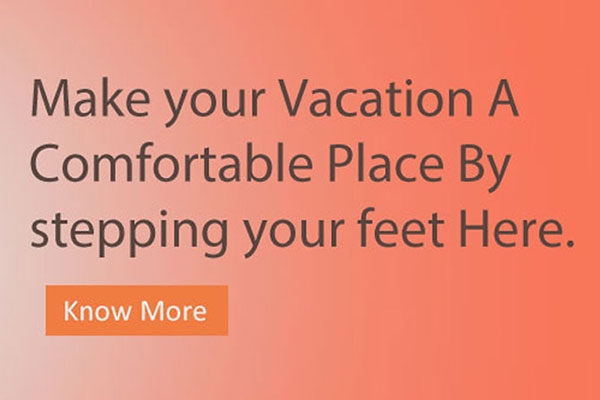 Make your Vacation A
Comfortable Place By
stepping your feet Here.
Know More